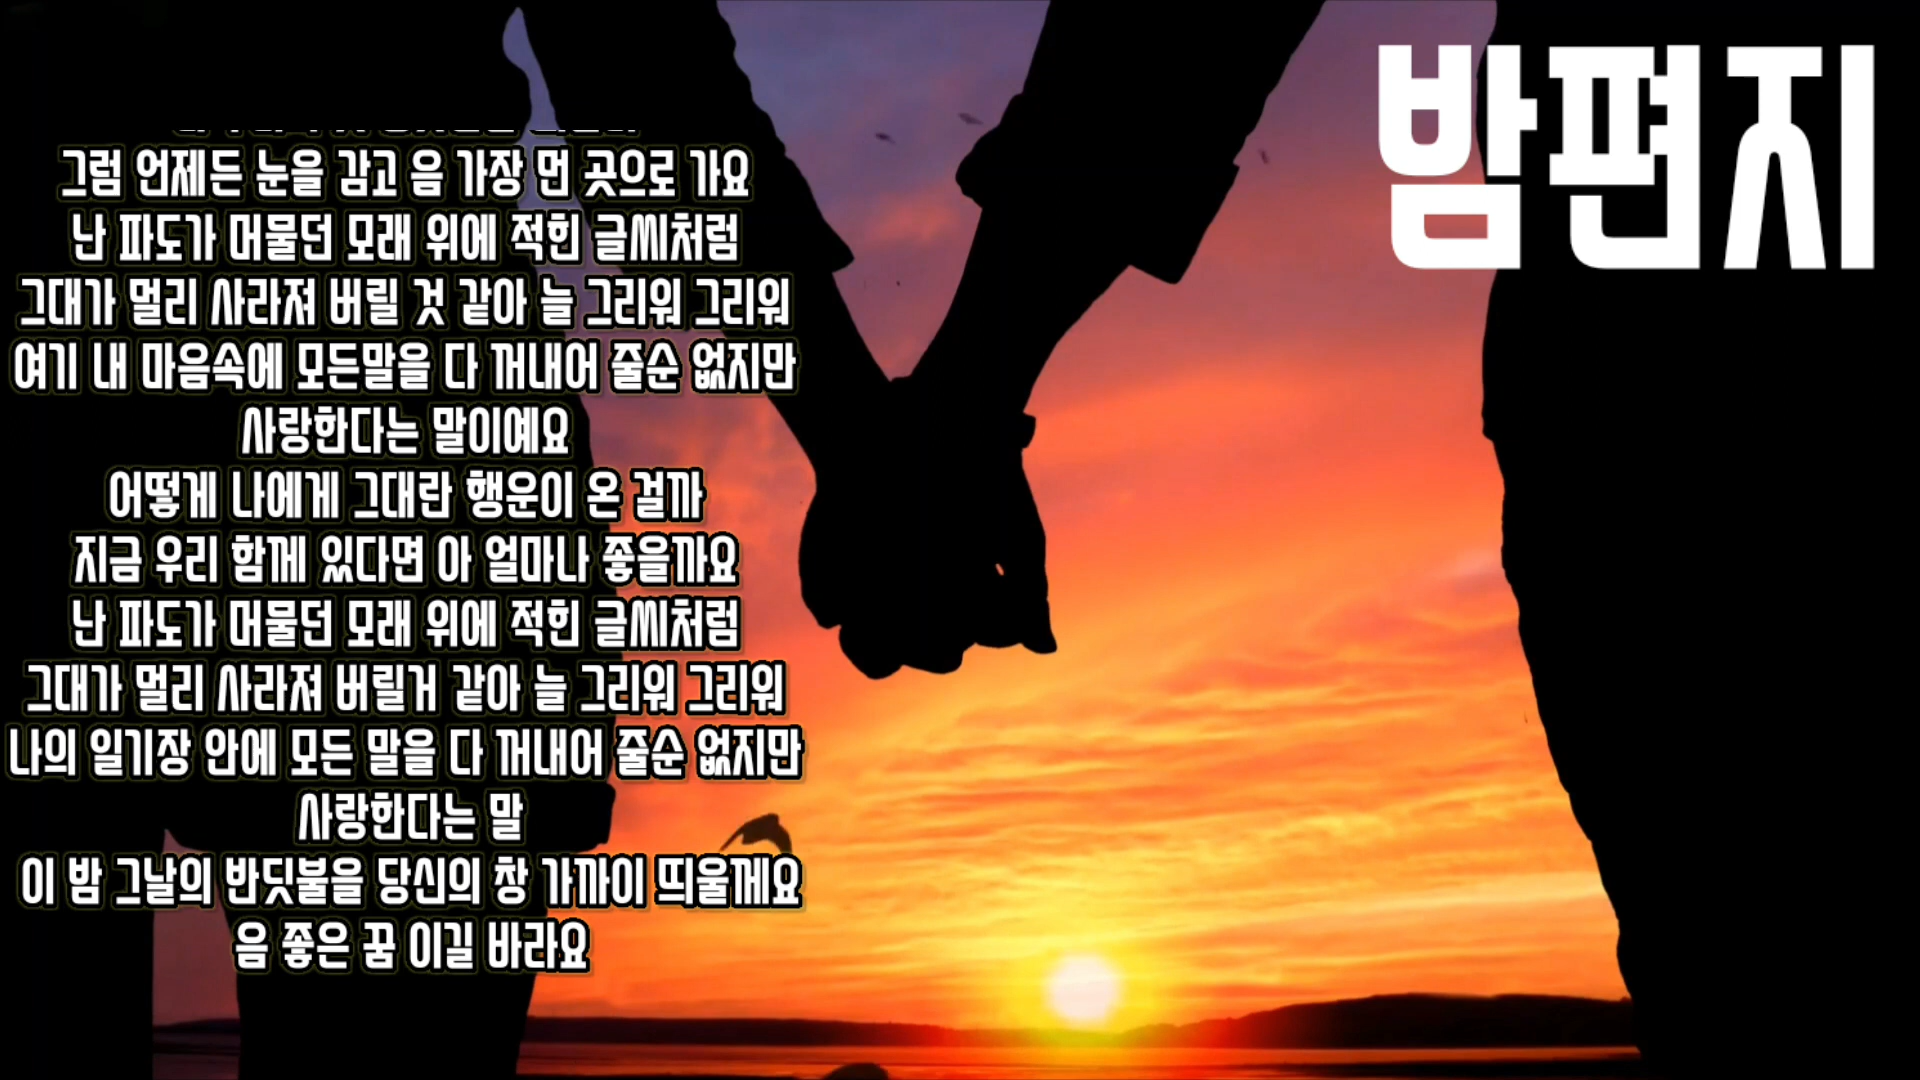 밤편지
그럼 언제든 눈을 감고 음 가장 먼 곳으로 가요
난 파도가 머물던 모래 위에 적힌 글씨처럼
그대가 멀리 사라져 버릴 것 같아 늘 그리워 그리워
여기 내 마음속에 모든말을 다 꺼내어 줄순 없지만
사랑한다는 말이예요
어떻게 나에게 그대란 행운이 온 걸까
지금 우리 함께 있다면 아 얼마나 좋을까요
난 파도가 머물던 모래 위에 적힌 글씨처럼
그대가 멀리 사라져 버릴거 같아 늘 그리워 그리워
나의 일기장 안에 모든 말을 다 꺼내어 줄순 없지만
사랑한다는 말
이 밤 그날의 반딧불을 당신의 창 가까이 띄울께요
음 좋은 꿈 이길 바라요